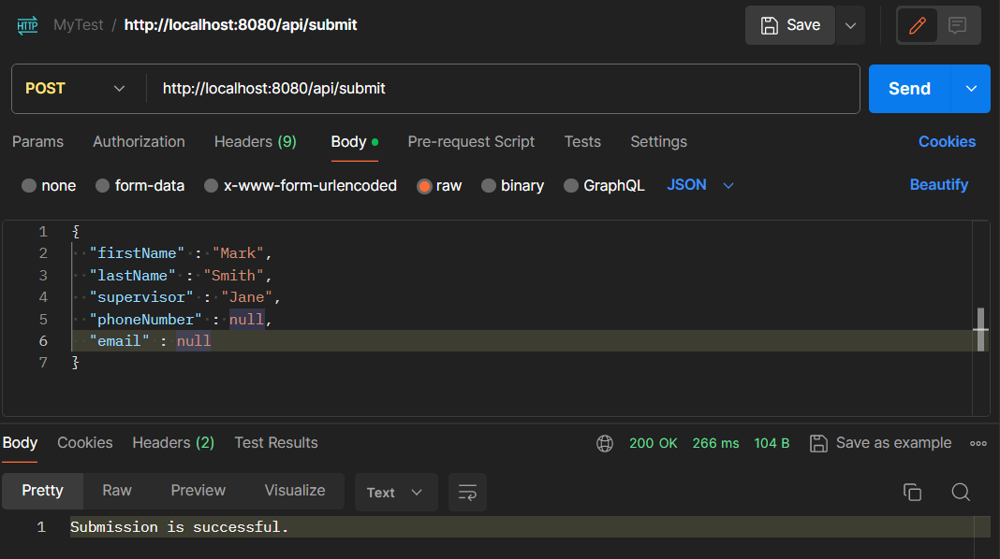 HTTP MyTest / http://localhost:8080/api/submit Save
POST http://localhost:8080/api/submit Send
Params Authorization Headers (9) Body Pre-request Script Tests Settings Cookies
none form-data x-www-form-urlencoded raw binary GraphQL JSON Beautify
1 {
2 "firstName" : "Mark",
3 "lastName" : "Smith",
4 "supervisor" : "Jane",
5 "phoneNumber" : null,
6 "email" : null
7 }
Body Cookies Headers (2) Test Results 200 OK 266 ms 104 B Save as example
Pretty Raw Preview Visualize Text
1 Submission is successful.